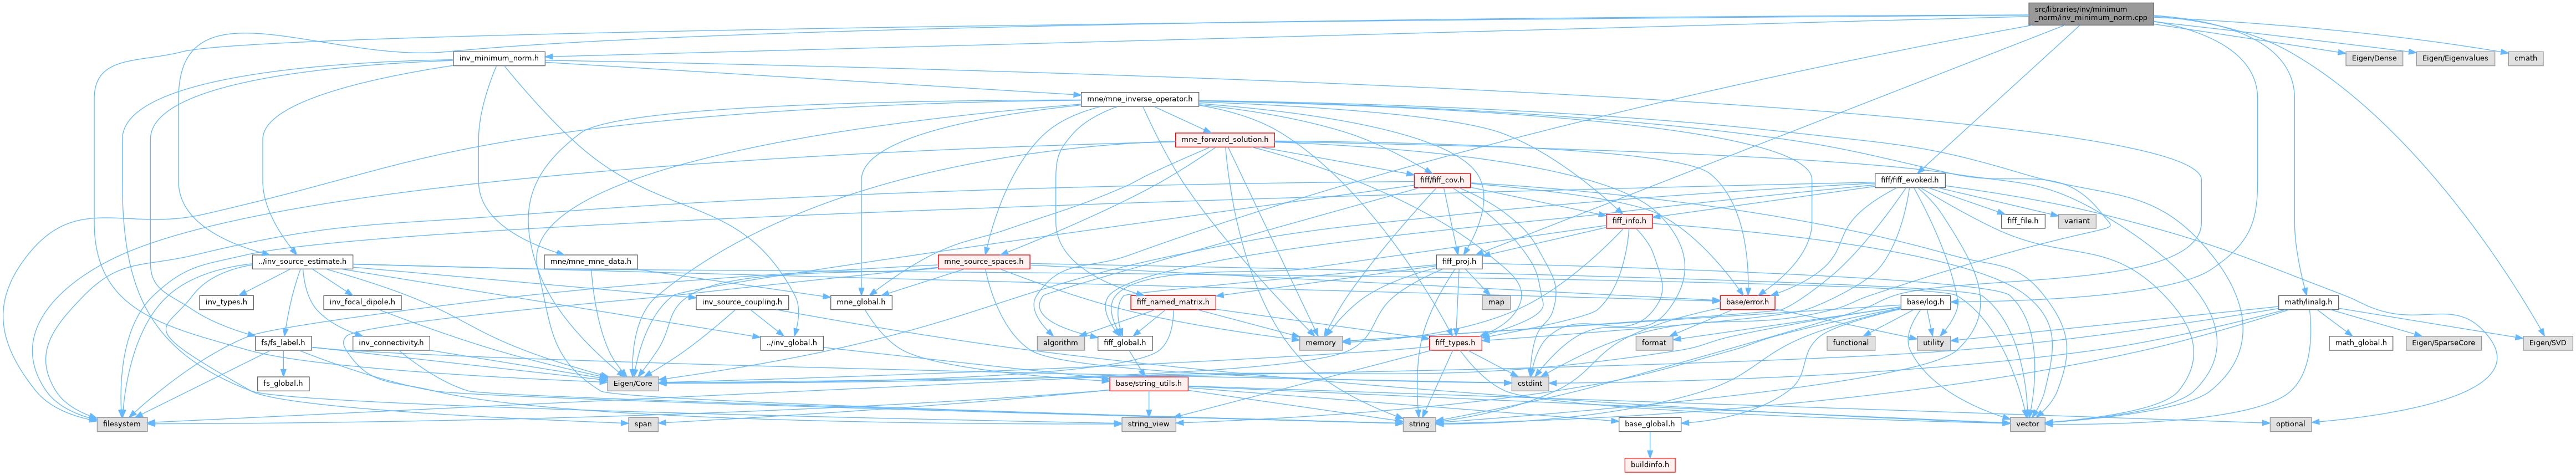 src/libraries/inv/minimum
_norm/inv_minimum_norm.cpp
inv_minimum_norm.h
Eigen/Dense
Eigen/Eigenvalues
cmath
mne/mne_inverse_operator.h
mne_forward_solution.h
fiff/fiff_cov.h
fiff/fiff_evoked.h
fiff_info.h
fiff_file.h
variant
../inv_source_estimate.h
mne/mne_mne_data.h
mne_source_spaces.h
fiff_proj.h
inv_types.h
inv_focal_dipole.h
inv_source_coupling.h
mne_global.h
fiff_named_matrix.h
map
base/error.h
base/log.h
math/linalg.h
fs/fs_label.h
inv_connectivity.h
../inv_global.h
algorithm
fiff_global.h
memory
fiff_types.h
format
functional
utility
math_global.h
Eigen/SparseCore
Eigen/SVD
fs_global.h
Eigen/Core
base/string_utils.h
cstdint
filesystem
span
string_view
string
base_global.h
vector
optional
buildinfo.h